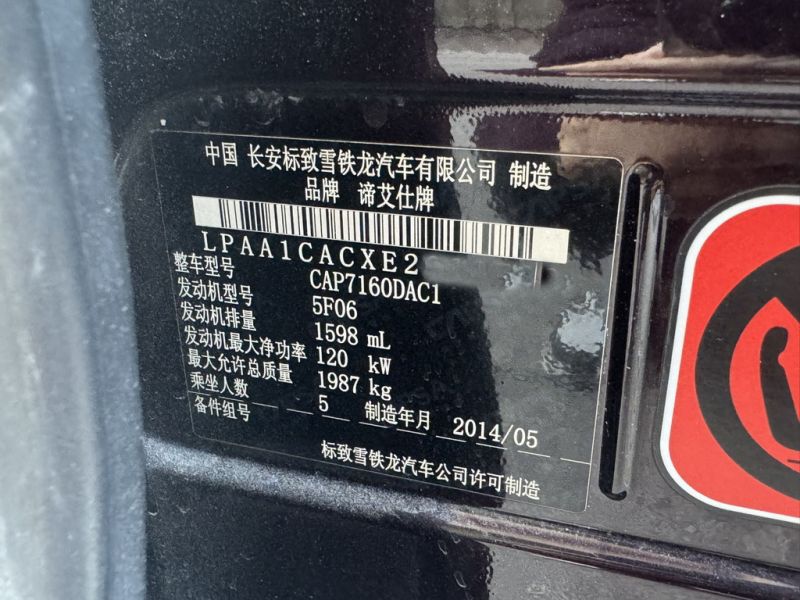 中国 长安标致雪铁龙汽车有限公司 制造
品牌 谛艾仕牌
LPAA1CACXE2
整车型号 CAP7160DAC1
发动机型号 5F06
发动机排量 1598 mL
发动机最大净功率 120 kW
最大允许总质量 1987 kg
乘坐人数 5 制造年月 2014/05
备件组号
标致雪铁龙汽车公司许可制造